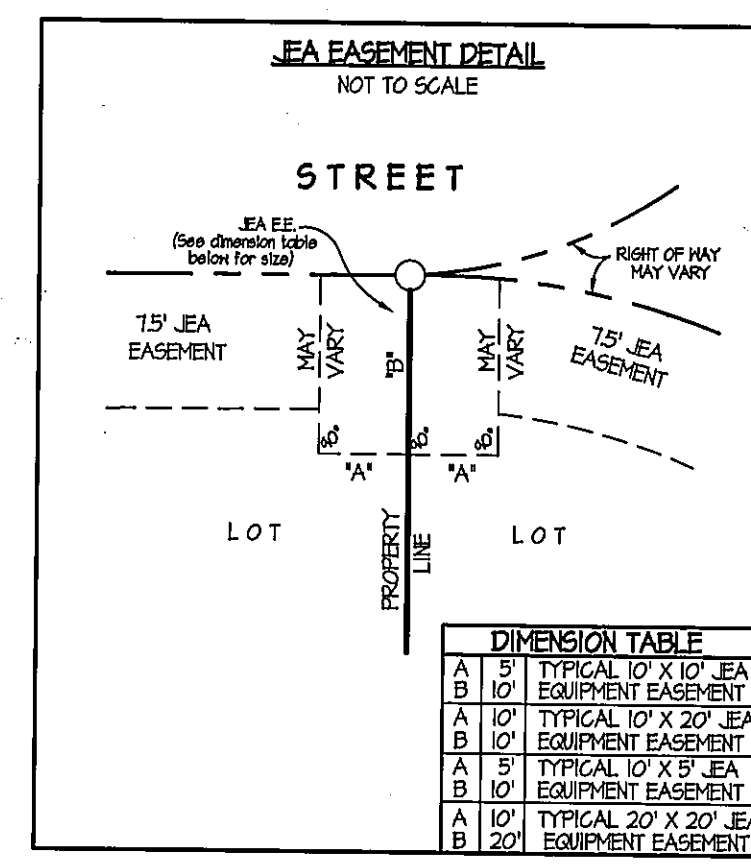 JEA EASEMENT DETAIL
NOT TO SCALE
STREET
JEA E.E.
(See dimension table
below for size)
RIGHT OF WAY
MAY VARY
7.5' JEA
EASEMENT
MAY
VARY
"B"
MAY
VARY
7.5' JEA
EASEMENT
90°
90°
90°
"A"
"A"
LOT
PROPERTY
LINE
LOT
DIMENSION TABLE
A 5' TYPICAL 10' X 10' JEA
B 10' EQUIPMENT EASEMENT
A 10' TYPICAL 10' X 20' JEA
B 10' EQUIPMENT EASEMENT
A 5' TYPICAL 10' X 5' JEA
B 10' EQUIPMENT EASEMENT
A 10' TYPICAL 20' X 20' JEA
B 20' EQUIPMENT EASEMENT